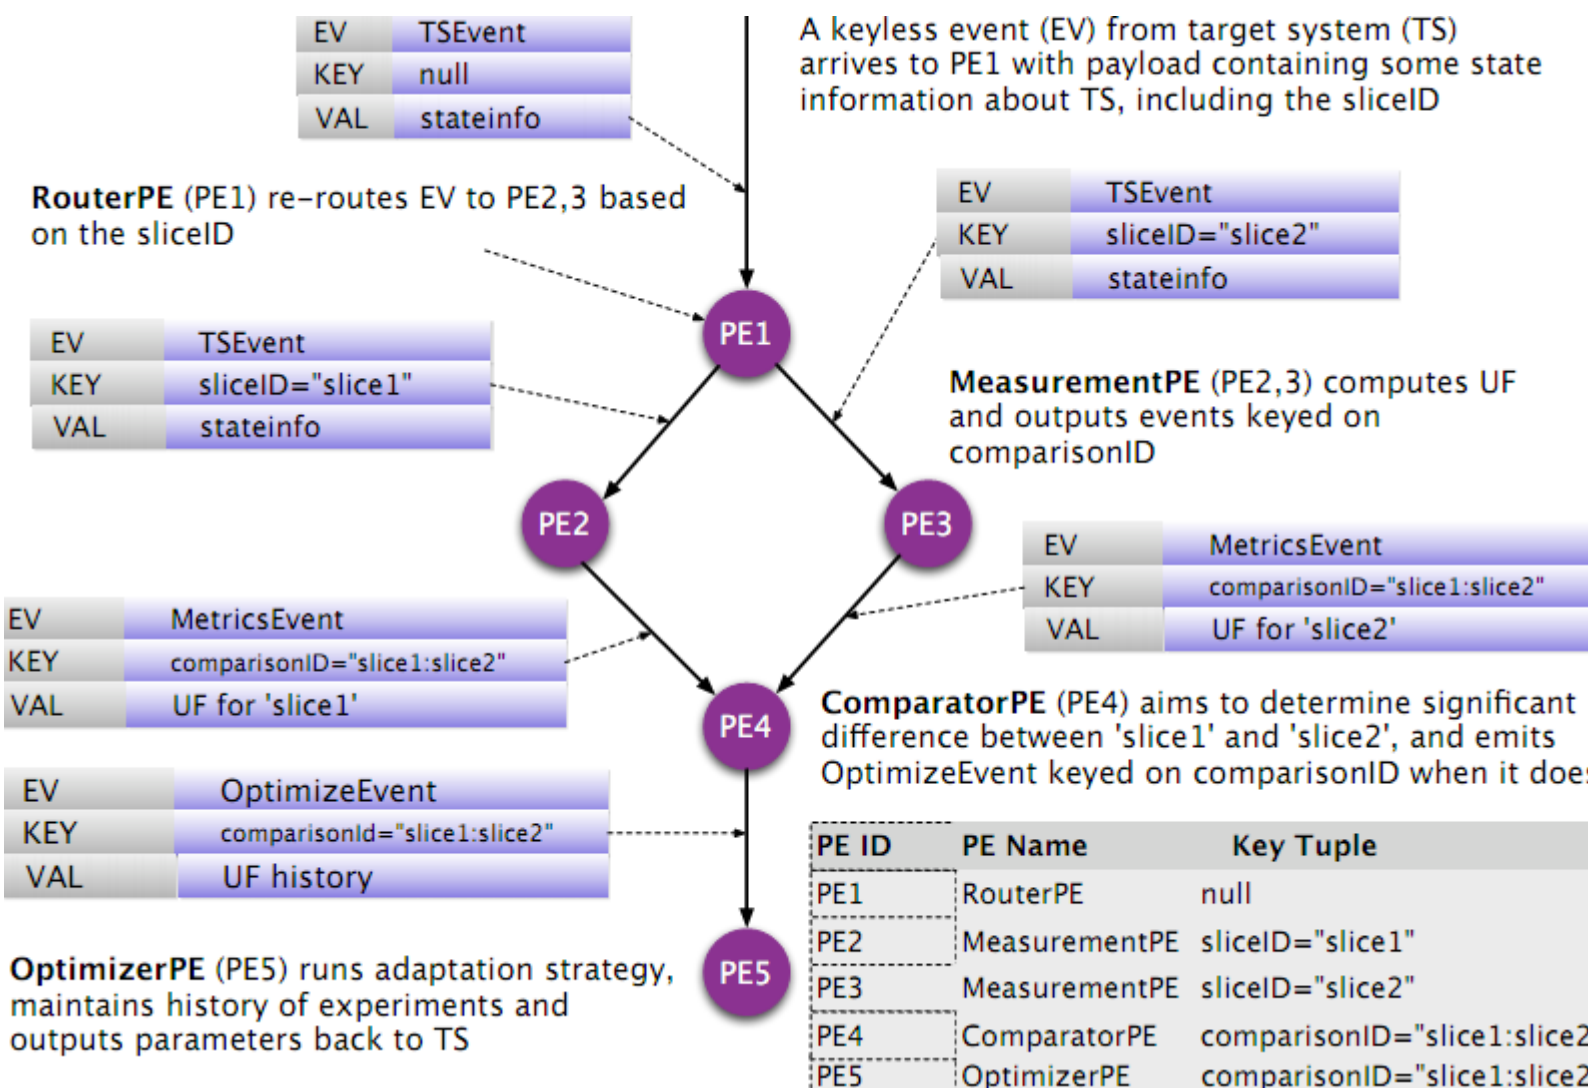 EV TSEvent
KEY null
VAL stateinfo
A keyless event (EV) from target system (TS)
arrives to PE1 with payload containing some state
information about TS, including the sliceID
RouterPE (PE1) re-routes EV to PE2,3 based
on the sliceID
EV TSEvent
KEY sliceID="slice2"
VAL stateinfo
PE1
EV TSEvent
KEY sliceID="slice1"
VAL stateinfo
MeasurementPE (PE2,3) computes UF
and outputs events keyed on
comparisonID
PE2
PE3
EV MetricsEvent
KEY comparisonID="slice1:slice2"
VAL UF for 'slice2'
EV MetricsEvent
KEY comparisonID="slice1:slice2"
VAL UF for 'slice1'
PE4
ComparatorPE (PE4) aims to determine significant
difference between 'slice1' and 'slice2', and emits
OptimizeEvent keyed on comparisonID when it does
EV OptimizeEvent
KEY comparisonId="slice1:slice2"
VAL UF history
PE5
OptimizerPE (PE5) runs adaptation strategy,
maintains history of experiments and
outputs parameters back to TS
PE ID PE Name Key Tuple
PE1 RouterPE null
PE2 MeasurementPE sliceID="slice1"
PE3 MeasurementPE sliceID="slice2"
PE4 ComparatorPE comparisonID="slice1:slice2
PE5 OptimizerPE comparisonID="slice1:slice2